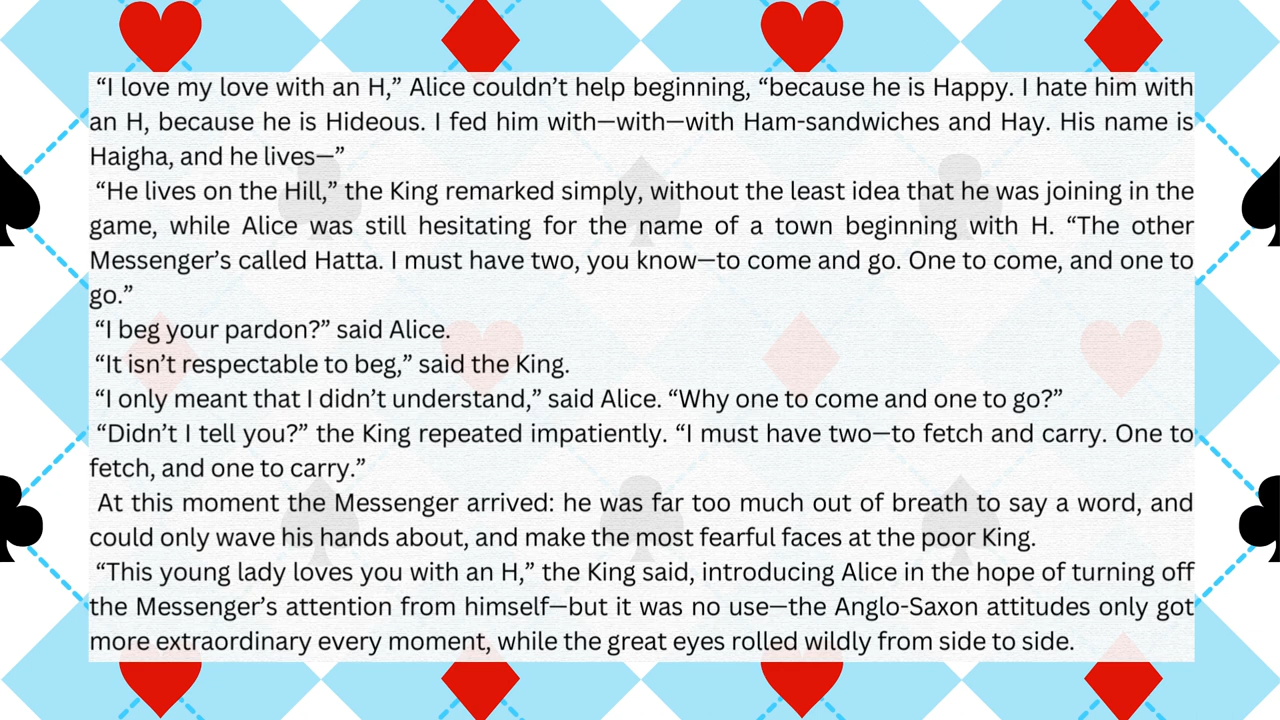 “I love my love with an H,” Alice couldn’t help beginning, “because he is Happy. I hate him with
an H, because he is Hideous. I fed him with—with—with Ham-sandwiches and Hay. His name is
Haigha, and he lives—”
“He lives on the Hill,” the King remarked simply, without the least idea that he was joining in the
game, while Alice was still hesitating for the name of a town beginning with H. “The other
Messenger’s called Hatta. I must have two, you know—to come and go. One to come, and one to
go.”
“I beg your pardon?” said Alice.
“It isn’t respectable to beg,” said the King.
“I only meant that I didn’t understand,” said Alice. “Why one to come and one to go?”
“Didn’t I tell you?” the King repeated impatiently. “I must have two—to fetch and carry. One to
fetch, and one to carry.”
At this moment the Messenger arrived: he was far too much out of breath to say a word, and
could only wave his hands about, and make the most fearful faces at the poor King.
“This young lady loves you with an H,” the King said, introducing Alice in the hope of turning off
the Messenger’s attention from himself—but it was no use—the Anglo-Saxon attitudes only got
more extraordinary every moment, while the great eyes rolled wildly from side to side.